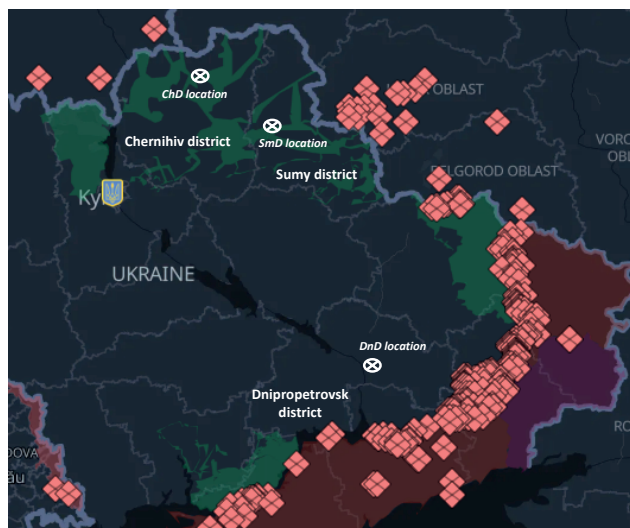 OBLAST
ChD location
VORO
OBL
Chernihiv district
SmD location
Sumy district
BELGOROD OBLAST
Ky
UKRAINE
DnD location
Dnipropetrovsk
district
RO
DOVA
ău